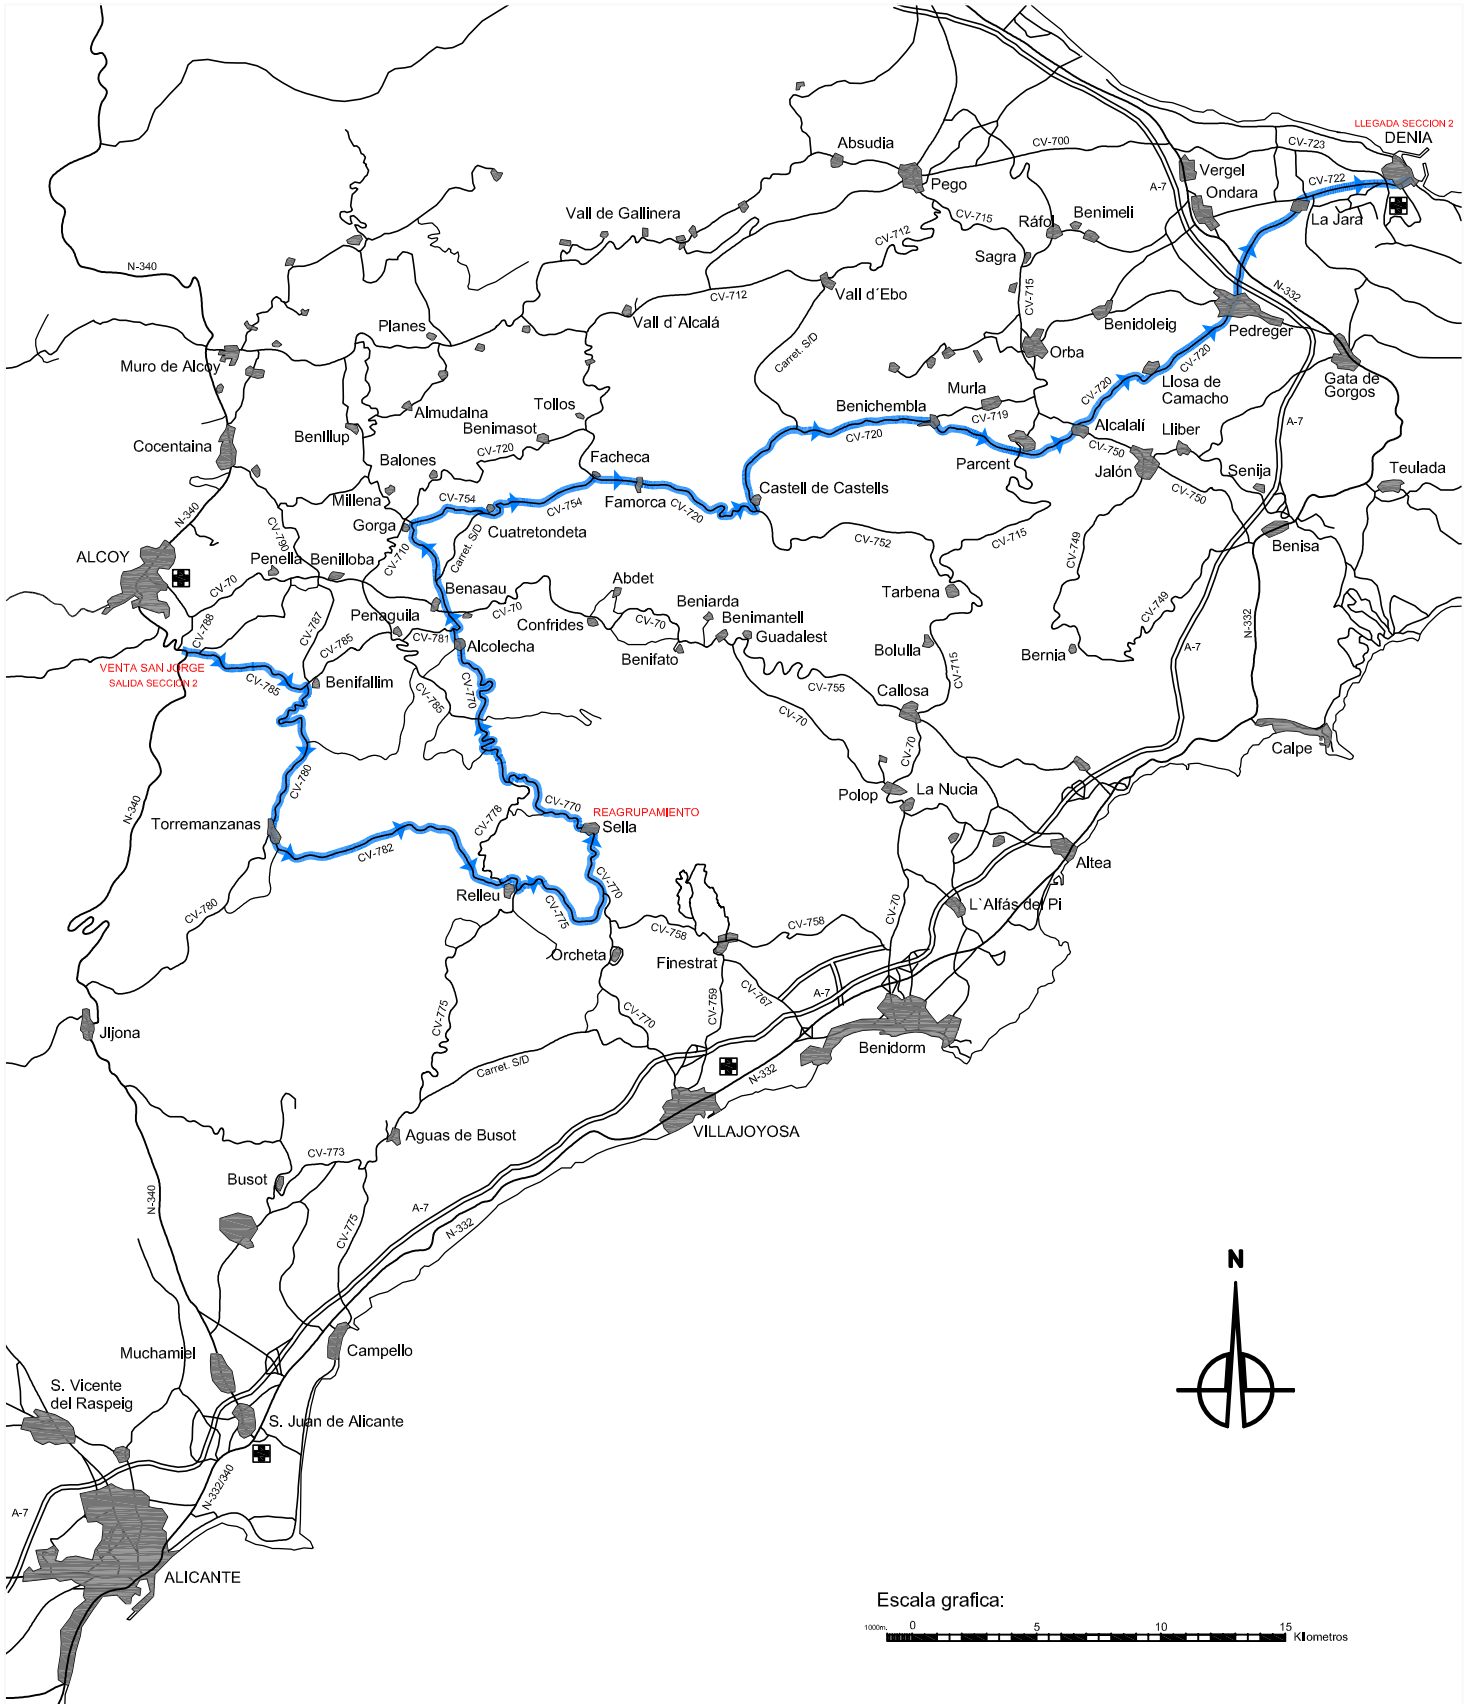 LLEGADA SECCION 2
DENIA
CV-723
CV-700
Absudia
Vergel
Pego
A-7
CV-722
Ondara
Vall de Gallinera
CV-715
Ráfol
Benimeli
La Jara
CV-712
Sagra
N-340
CV-712
Vall d´Ebo
CV-715
N-332
Vall d`Alcalá
Benidoleig
Planes
Pedreger
Carret. S/D
Orba
CV-720
Muro de Alcoy
Llosa de
Camacho
Gata de
Gorgos
CV-720
Murla
Almudaina
Tollos
Benichembla
CV-719
Alcalalí
A-7
BenIllup
Benimasot
CV-720
Lliber
Cocentaina
CV-720
CV-750
Balones
Facheca
Parcent
Jalón
Senija
Teulada
Millena
CV-754
Famorca
Castell de Castells
CV-750
CV-754
CV-720
N-340
Gorga
Cuatretondeta
CV-790
CV-710
Carret. S/D
CV-752
CV-715
CV-749
Benisa
ALCOY
Penella
Benilloba
CV-70
Benasau
Abdet
Tarbena
CV-70
Beniarda
Benimantell
CV-749
Penaguila
Confrides
CV-70
Guadalest
N-332
CV-788
CV-787
CV-785
CV-781
Alcolecha
Benifato
Bolulla
Bernia
A-7
VENTA SAN JORGE
SALIDA SECCION 2
CV-785
Benifallim
CV-770
CV-755
CV-715
Callosa
CV-785
CV-70
Calpe
CV-70
CV-780
N-340
Polop
La Nucia
CV-770
REAGRUPAMIENTO
Torremanzanas
CV-778
Sella
CV-782
Altea
Relleu
CV-770
CV-780
CV-775
CV-70
L`Alfás del Pi
CV-758
CV-758
Orcheta
Finestrat
CV-767
A-7
CV-775
CV-759
CV-770
JIjona
Benidorm
Carret. S/D
N-332
VILLAJOYOSA
Aguas de Busot
CV-773
Busot
N-340
A-7
CV-775
N-332
N
Muchamiel
Campello
S. Vicente
del Raspeig
S. Juan de Alicante
N-332/340
A-7
ALICANTE
Escala grafica:
1000m. 0 5 10 15
KIlometros